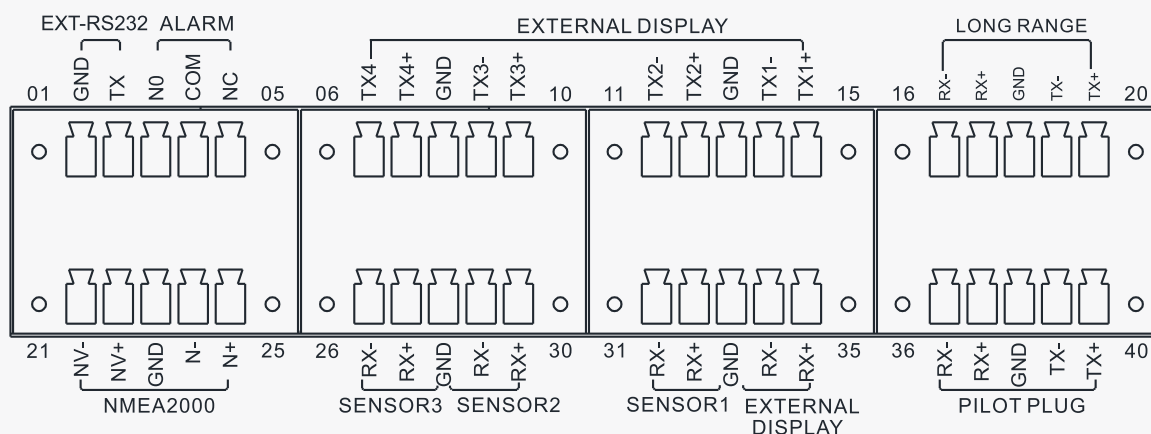 EXT-RS232 ALARM EXTERNAL DISPLAY LONG RANGE
01 GND TX N0 COM NC 05 06 TX4- TX4+ GND TX3- TX3+ 10 11 TX2- TX2+ GND TX1- TX1+ 15 16 RX- RX+ GND TX- TX+ 20
21 NV- NV+ GND N- N+ 25 26 RX- RX+ GND RX- RX+ 30 31 RX- RX+ GND RX- RX+ 35 36 RX- RX+ GND TX- TX+ 40
NMEA2000 SENSOR3 SENSOR2 SENSOR1 EXTERNAL PILOT PLUG
DISPLAY